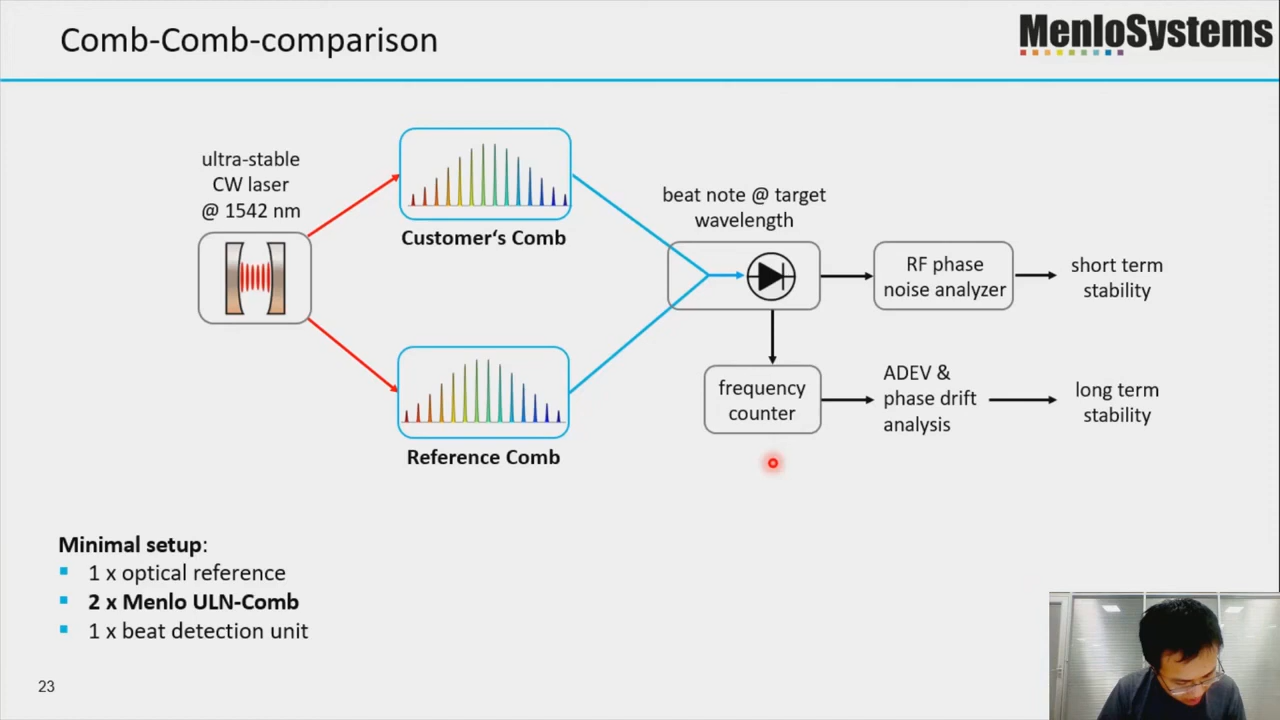 Comb-Comb-comparison
MenloSystems
ultra-stable
CW laser
@ 1542 nm
Customer‘s Comb
Reference Comb
beat note @ target
wavelength
RF phase
noise analyzer
short term
stability
frequency
counter
ADEV &
phase drift
analysis
long term
stability
Minimal setup:
1 x optical reference
2 x Menlo ULN-Comb
1 x beat detection unit
23